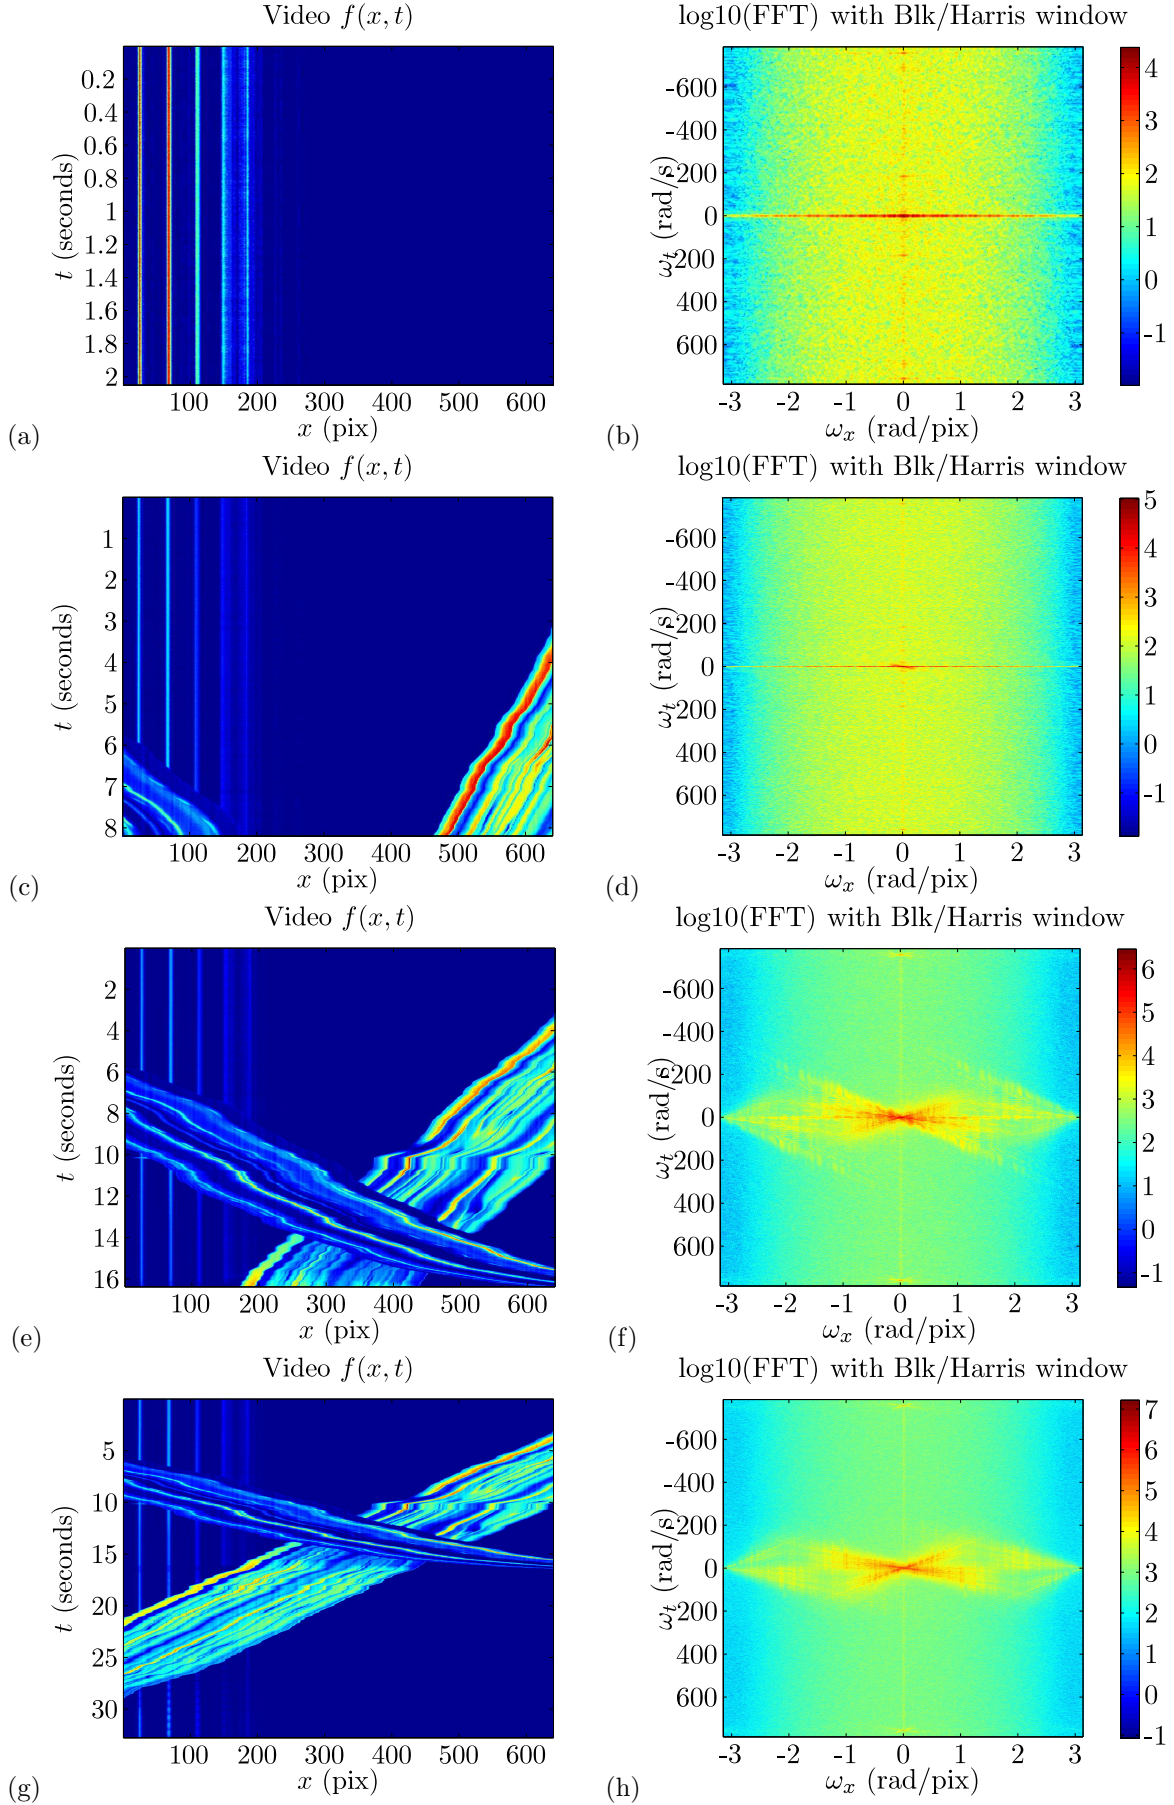 Video f(x, t)
0.2
0.4
0.6
0.8
1
1.2
1.4
1.6
1.8
2
t (seconds)
100 200 300 400 500 600
x (pix)
(a)
log10(FFT) with Blk/Harris window
-600
-400
-200
0
200
400
600
ω_t (rad/s)
-3 -2 -1 0 1 2 3
ω_x (rad/pix)
4
3
2
1
0
-1
(b)
Video f(x, t)
1
2
3
4
5
6
7
8
t (seconds)
100 200 300 400 500 600
x (pix)
(c)
log10(FFT) with Blk/Harris window
-600
-400
-200
0
200
400
600
ω_t (rad/s)
-3 -2 -1 0 1 2 3
ω_x (rad/pix)
5
4
3
2
1
0
-1
(d)
Video f(x, t)
2
4
6
8
10
12
14
16
t (seconds)
100 200 300 400 500 600
x (pix)
(e)
log10(FFT) with Blk/Harris window
-600
-400
-200
0
200
400
600
ω_t (rad/s)
-3 -2 -1 0 1 2 3
ω_x (rad/pix)
6
5
4
3
2
1
0
-1
(f)
Video f(x, t)
5
10
15
20
25
30
t (seconds)
100 200 300 400 500 600
x (pix)
(g)
log10(FFT) with Blk/Harris window
-600
-400
-200
0
200
400
600
ω_t (rad/s)
-3 -2 -1 0 1 2 3
ω_x (rad/pix)
7
6
5
4
3
2
1
0
-1
(h)